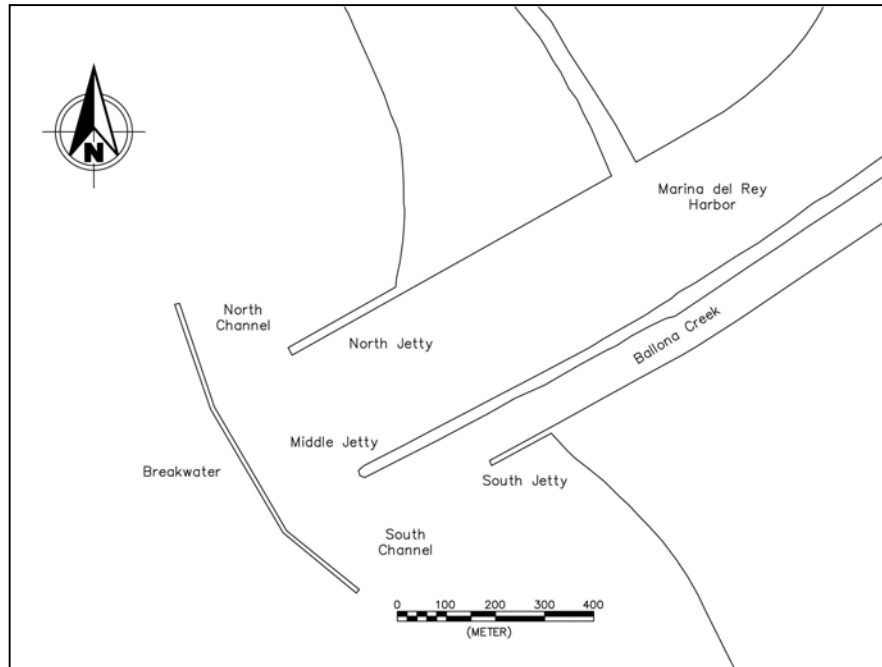 N
Marina del Rey
Harbor
North
Channel
North Jetty
Ballona Creek
Middle Jetty
Breakwater
South Jetty
South
Channel
0 100 200 300 400
(METER)